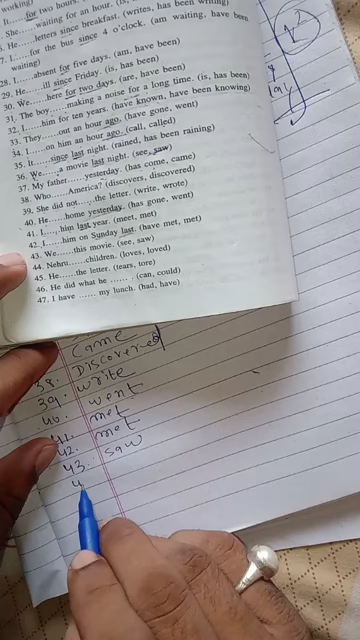 I......for two hours.
She......waiting for an hour. (is,
He......letters since breakfast. (writes, has been writing)
I......for the bus since 4 o'clock. (am waiting, have been waiting)
28. I......absent for five days. (am, have been)
29. He......ill since Friday. (is, has been)
30. We......here for two days. (are, have been)
31. The boy......making a noise for a long time. (is, has been)
32. I......him for ten years. (have known, have been knowing)
33. They......out an hour ago. (have gone, went)
34. I......on him an hour ago. (call, called)
35. It......since last night. (rained, has been raining)
36. We......a movie last night. (see, saw)
37. My father......yesterday. (has come, came)
38. Who......America? (discovers, discovered)
39. She did not......the letter. (write, wrote)
40. He......home yesterday. (has gone, went)
41. I......him last year. (meet, met)
42. I......him on Sunday last. (have met, met)
43. We......this movie. (see, saw)
44. Nehru......children. (loves, loved)
45. He......the letter. (tears, tore)
46. He did what he ...... (can, could)
47. I have ...... my lunch. (had, have)
came
38. Discovered
39. write
40. went
41. met
42. met
43. saw
4